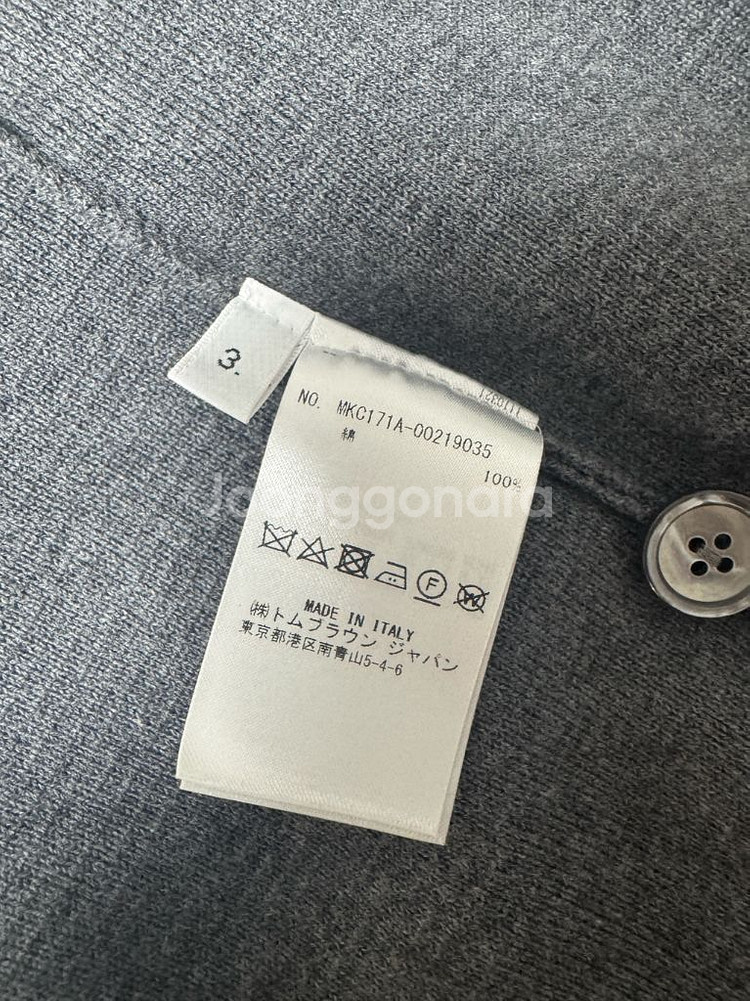 3.
NO. MKC171A-00219035
綿
100%
Joonggonara
F
W
MADE IN ITALY
(株)トムブラウン ジャパン
東京都港区南青山5-4-6